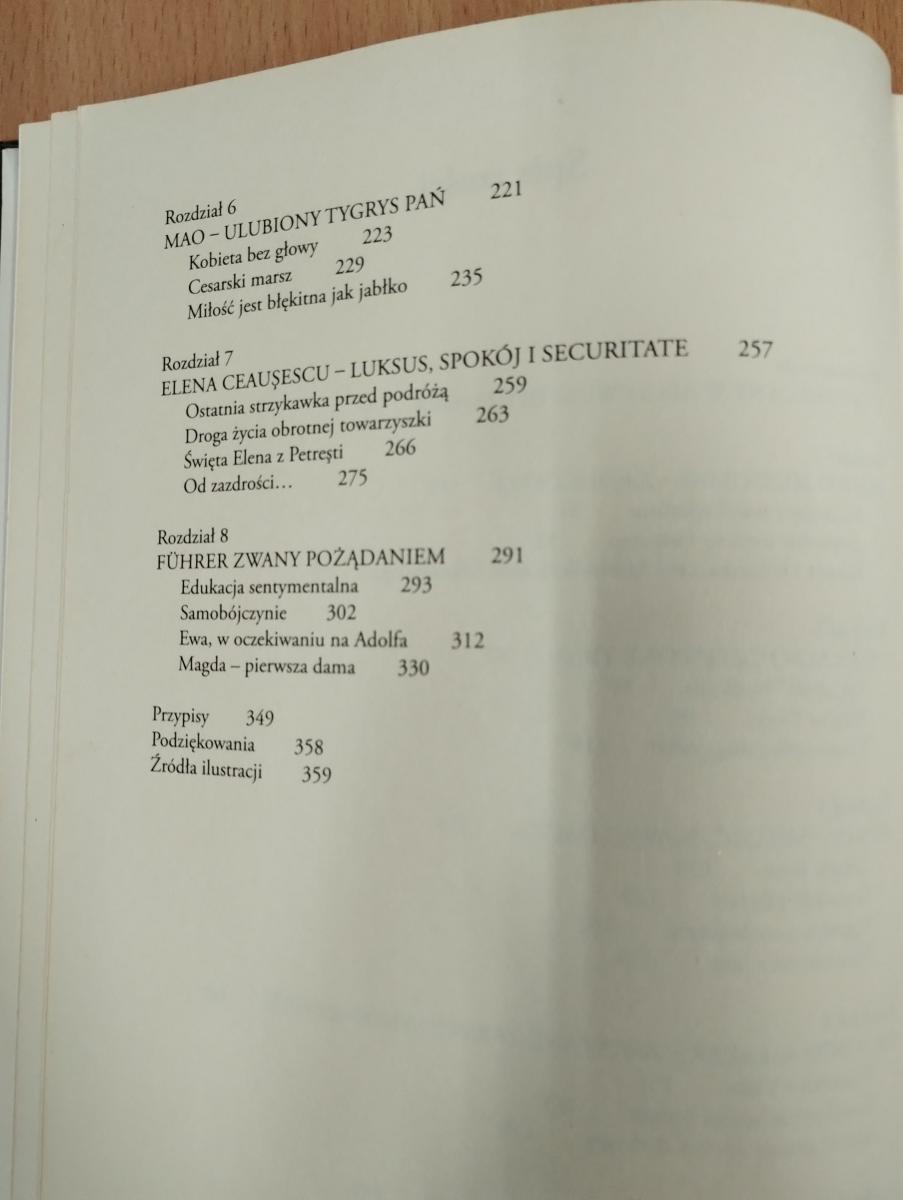 Rozdział 6
MAO – ULUBIONY TYGRYS PAŃ 221
Kobieta bez głowy 223
Cesarski marsz 229
Miłość jest błękitna jak jabłko 235
Rozdział 7
ELENA CEAUŞESCU – LUKSUS, SPOKÓJ I SECURITATE 257
Ostatnia strzykawka przed podróżą 259
Droga życia obrotnej towarzyszki 263
Święta Elena z Petreşti 266
Od zazdrości... 275
Rozdział 8
FÜHRER ZWANY POŻĄDANIEM 291
Edukacja sentymentalna 293
Samobójczynie 302
Ewa, w oczekiwaniu na Adolfa 312
Magda – pierwsza dama 330
Przypisy 349
Podziękowania 358
Źródła ilustracji 359